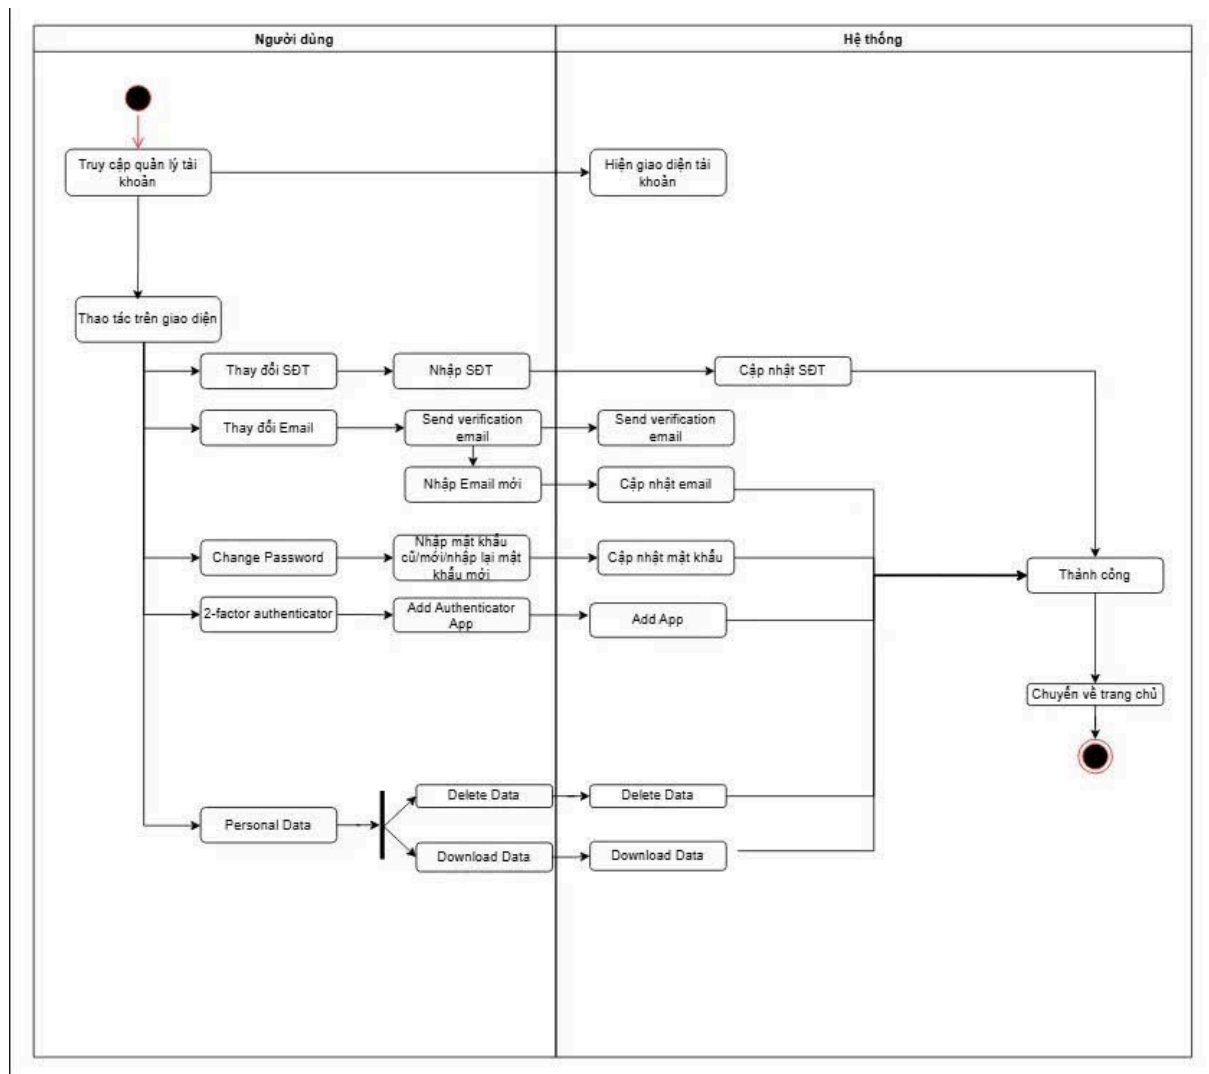 Người dùng
Hệ thống
Truy cập quản lý tài
khoản
Hiện giao diện tài
khoản
Thao tác trên giao diện
Thay đổi SĐT
Nhập SĐT
Cập nhật SĐT
Thay đổi Email
Send verification
email
Send verification
email
Nhập Email mới
Cập nhật email
Change Password
Nhập mật khẩu
cũ/mới/nhập lại mật
khẩu mới
Cập nhật mật khẩu
Thành công
2-factor authenticator
Add Authenticator
App
Add App
Chuyển về trang chủ
Delete Data
Delete Data
Personal Data
Download Data
Download Data